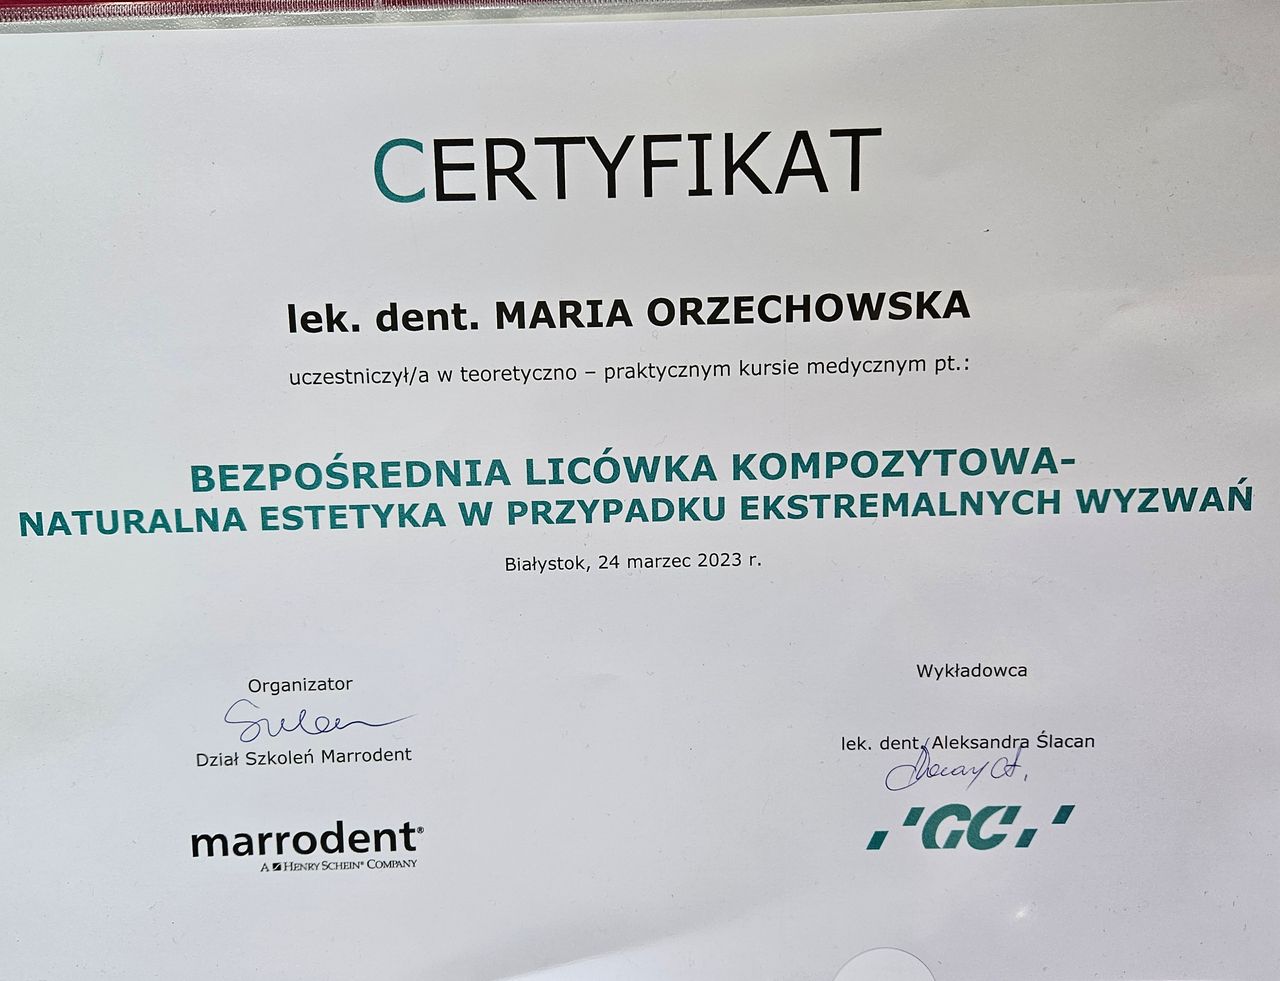 CERTYFIKAT
lek. dent. MARIA ORZECHOWSKA
uczestniczył/a w teoretyczno – praktycznym kursie medycznym pt.:
BEZPOŚREDNIA LICÓWKA KOMPOZYTOWA-
NATURALNA ESTETYKA W PRZYPADKU EKSTREMALNYCH WYZWAŃ
Białystok, 24 marzec 2023 r.
Organizator
Dział Szkoleń Marrodent
marrodent®
A HENRY SCHEIN® COMPANY
Wykładowca
lek. dent. Aleksandra Ślacan
GC